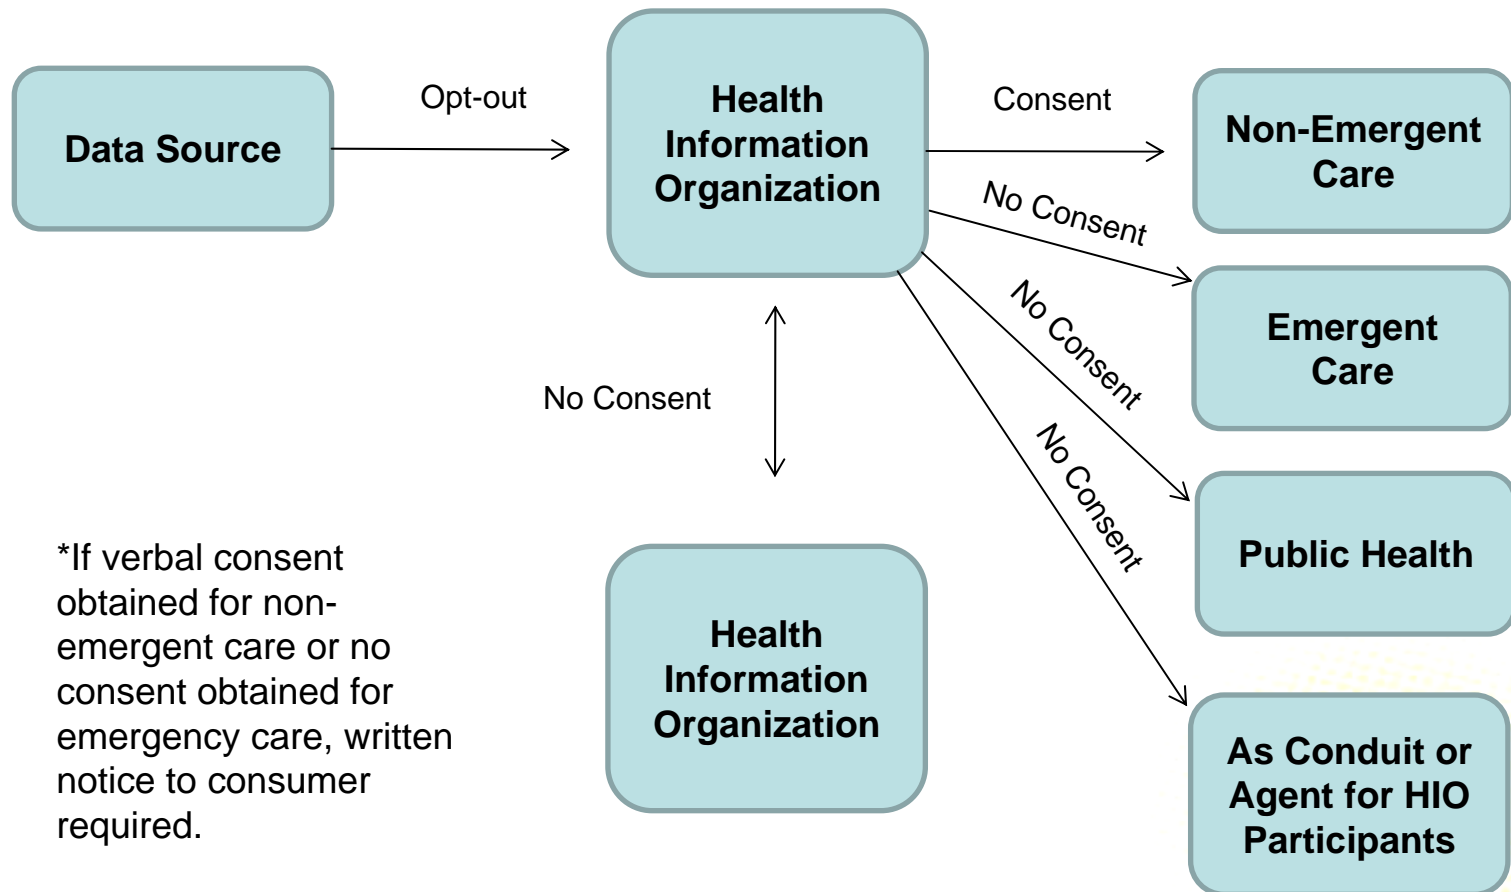 Data Source
Opt-out
Health
Information
Organization
Consent
Non-Emergent
Care
No Consent
Emergent
Care
No Consent
Public Health
No Consent
As Conduit or
Agent for HIO
Participants
No Consent
Health
Information
Organization
*If verbal consent
obtained for non-
emergent care or no
consent obtained for
emergency care, written
notice to consumer
required.